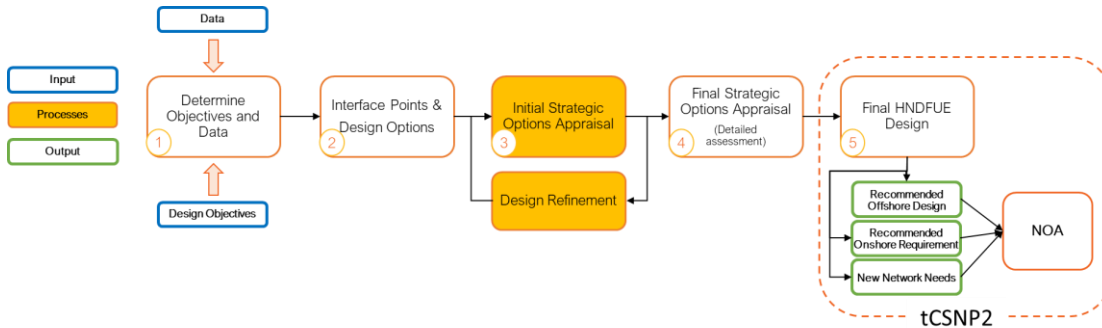 Data
Input
Processes
Output
Determine
Objectives and
Data
1
Design Objectives
Interface Points &
Design Options
2
Initial Strategic
Options Appraisal
3
Design Refinement
Final Strategic
Options Appraisal
(Detailed
assessment)
4
Final HNDFUE
Design
5
Recommended
Offshore Design
Recommended
Onshore Requirement
New Network Needs
NOA
tCSNP2